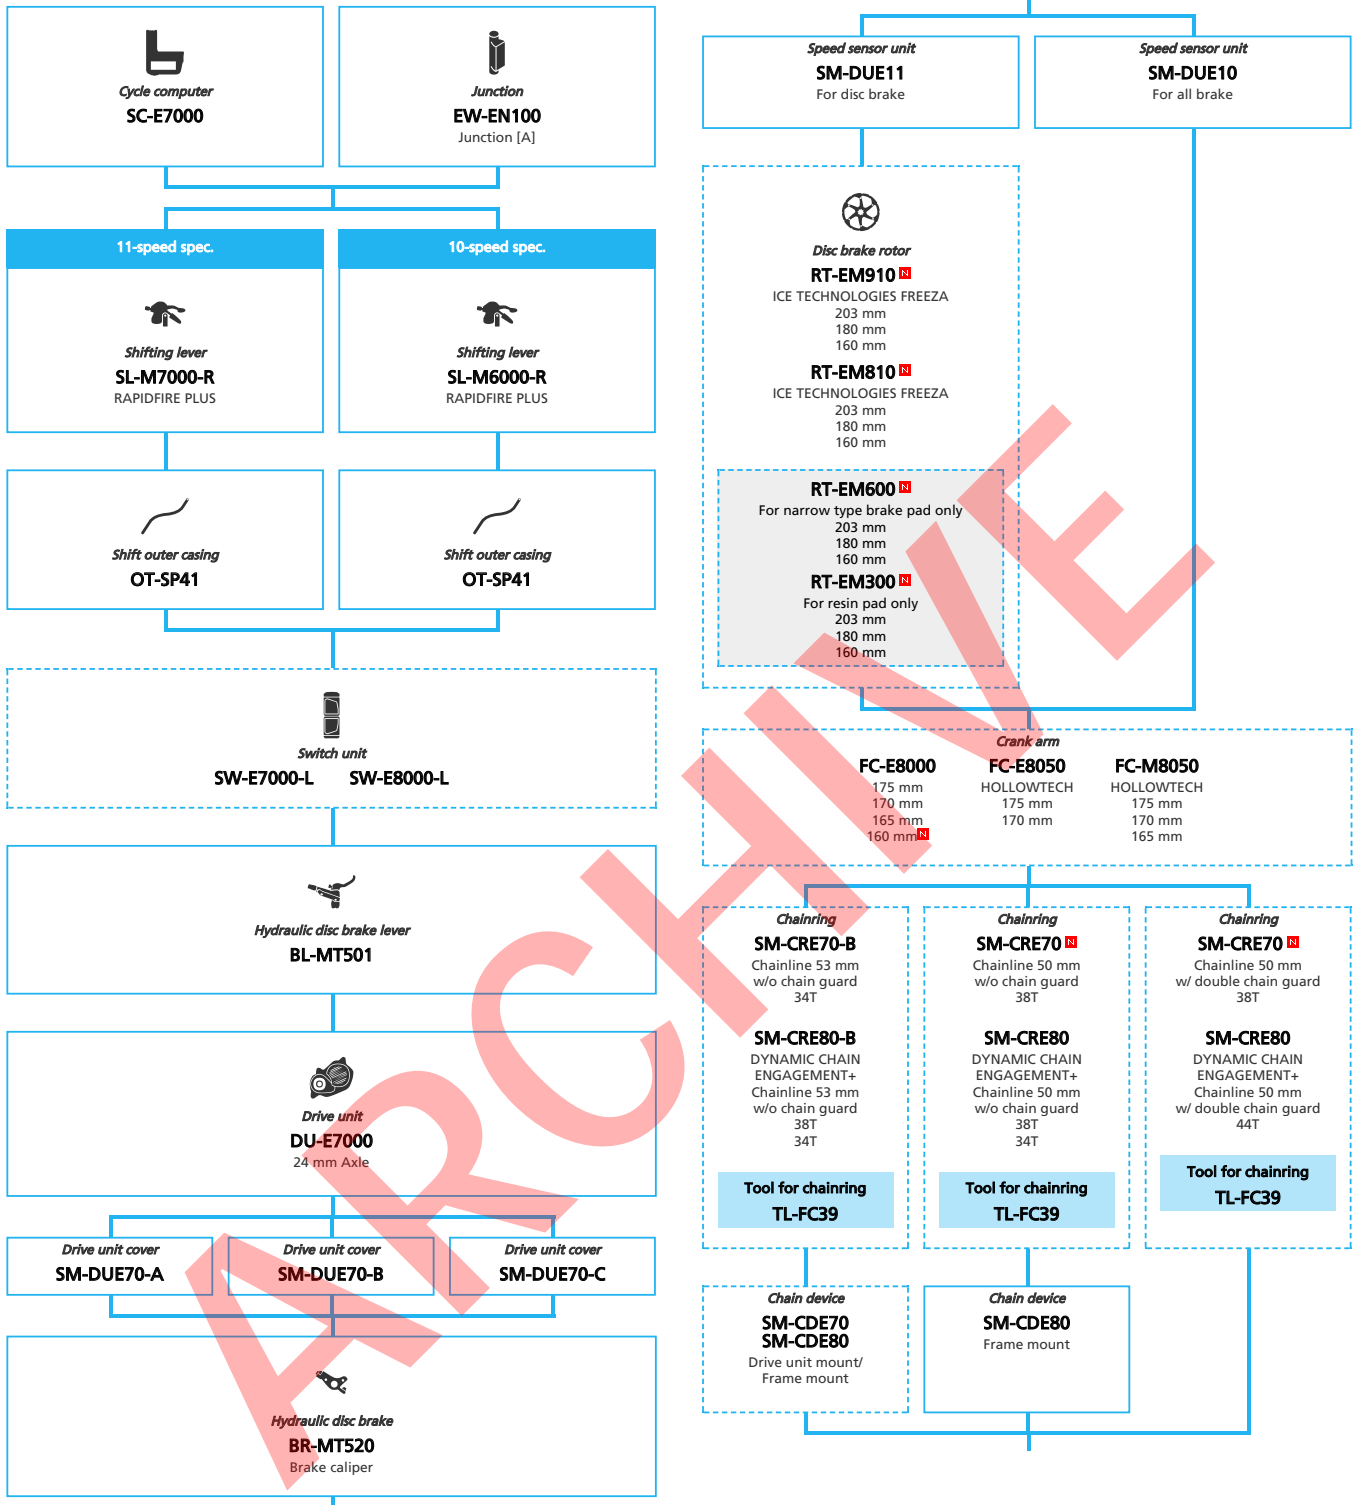 Cycle computer
SC-E7000
Junction
EW-EN100
Junction [A]
11-speed spec.
10-speed spec.
Shifting lever
SL-M7000-R
RAPIDFIRE PLUS
Shifting lever
SL-M6000-R
RAPIDFIRE PLUS
Shift outer casing
OT-SP41
Shift outer casing
OT-SP41
Switch unit
SW-E7000-L SW-E8000-L
Hydraulic disc brake lever
BL-MT501
Drive unit
DU-E7000
24 mm Axle
Drive unit cover
SM-DUE70-A
Drive unit cover
SM-DUE70-B
Drive unit cover
SM-DUE70-C
Hydraulic disc brake
BR-MT520
Brake caliper
Speed sensor unit
SM-DUE11
For disc brake
Speed sensor unit
SM-DUE10
For all brake
Disc brake rotor
RT-EM910 N
ICE TECHNOLOGIES FREEZA
203 mm
180 mm
160 mm
RT-EM810 N
ICE TECHNOLOGIES FREEZA
203 mm
180 mm
160 mm
RT-EM600 N
For narrow type brake pad only
203 mm
180 mm
160 mm
RT-EM300 N
For resin pad only
203 mm
180 mm
160 mm
Crank arm
FC-E8000
175 mm
170 mm
165 mm
160 mm N
FC-E8050
HOLLOWTECH
175 mm
170 mm
FC-M8050
HOLLOWTECH
175 mm
170 mm
165 mm
Chainring
SM-CRE70-B
Chainline 53 mm
w/o chain guard
34T
SM-CRE80-B
DYNAMIC CHAIN
ENGAGEMENT+
Chainline 53 mm
w/o chain guard
38T
34T
Tool for chainring
TL-FC39
Chainring
SM-CRE70 N
Chainline 50 mm
w/o chain guard
38T
SM-CRE80
DYNAMIC CHAIN
ENGAGEMENT+
Chainline 50 mm
w/o chain guard
38T
34T
Tool for chainring
TL-FC39
Chainring
SM-CRE70 N
Chainline 50 mm
w/ double chain guard
38T
SM-CRE80
DYNAMIC CHAIN
ENGAGEMENT+
Chainline 50 mm
w/ double chain guard
44T
Tool for chainring
TL-FC39
Chain device
SM-CDE70
SM-CDE80
Drive unit mount/
Frame mount
Chain device
SM-CDE80
Frame mount
ARCHIVE